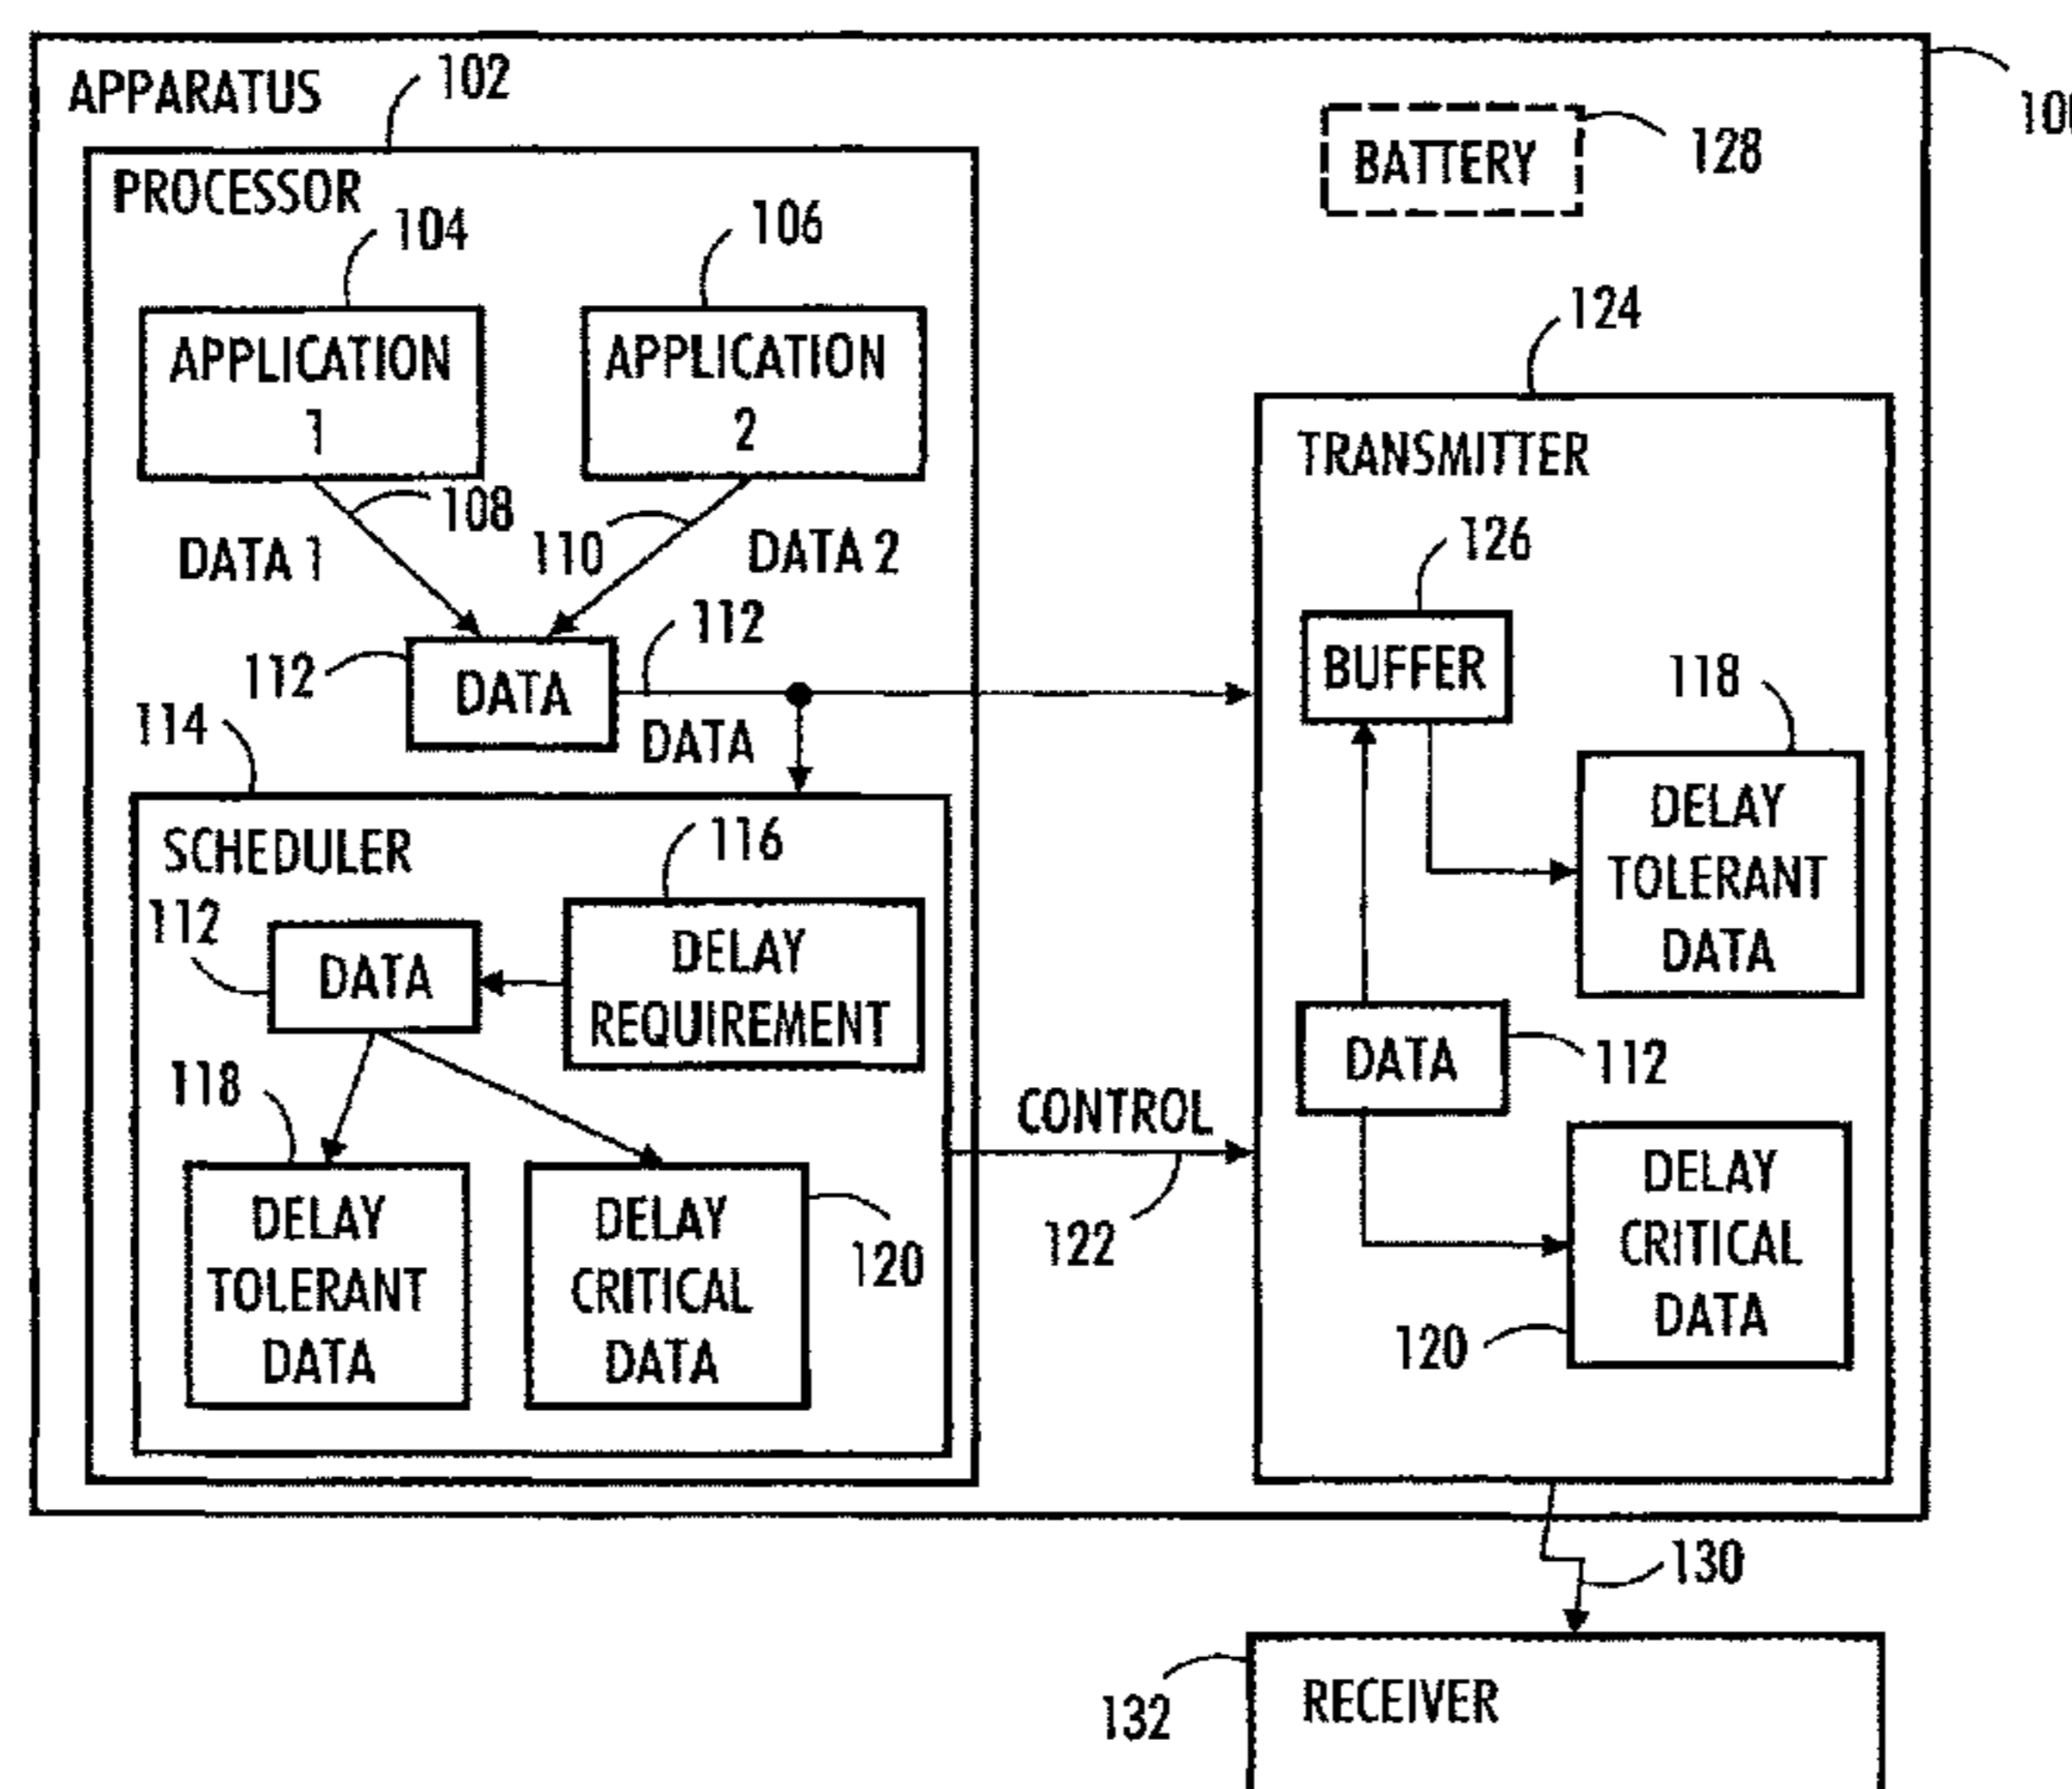 APPARATUS
102
PROCESSOR
104
106
APPLICATION
1
APPLICATION
2
108
110
DATA 1
DATA 2
112
DATA
112
DATA
114
SCHEDULER
116
112
DATA
DELAY
REQUIREMENT
118
DELAY
TOLERANT
DATA
DELAY
CRITICAL
DATA
120
CONTROL
122
BATTERY
128
124
TRANSMITTER
126
BUFFER
118
DELAY
TOLERANT
DATA
DATA
112
DELAY
CRITICAL
DATA
120
130
132
RECEIVER